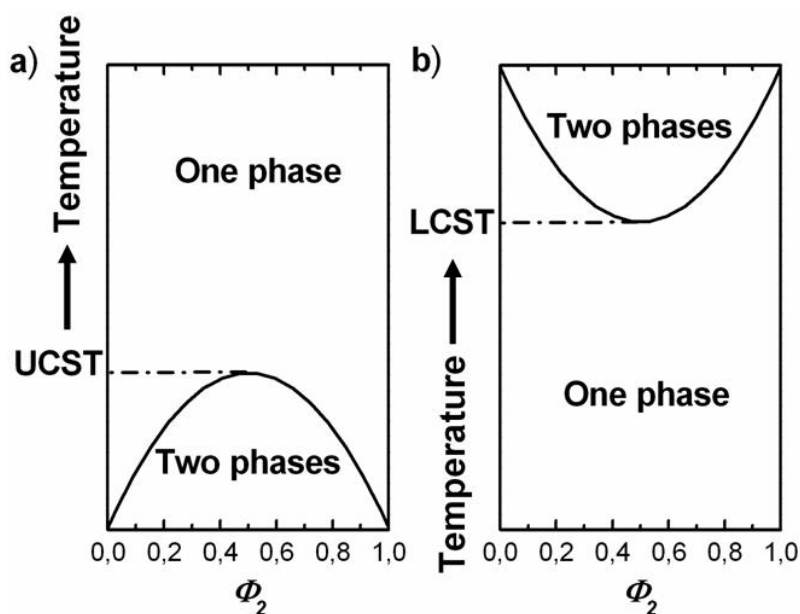 a)
Temperature
One phase
UCST
Two phases
0,0 0,2 0,4 0,6 0,8 1,0
Φ2
b)
Two phases
LCST
Temperature
One phase
0,0 0,2 0,4 0,6 0,8 1,0
Φ2